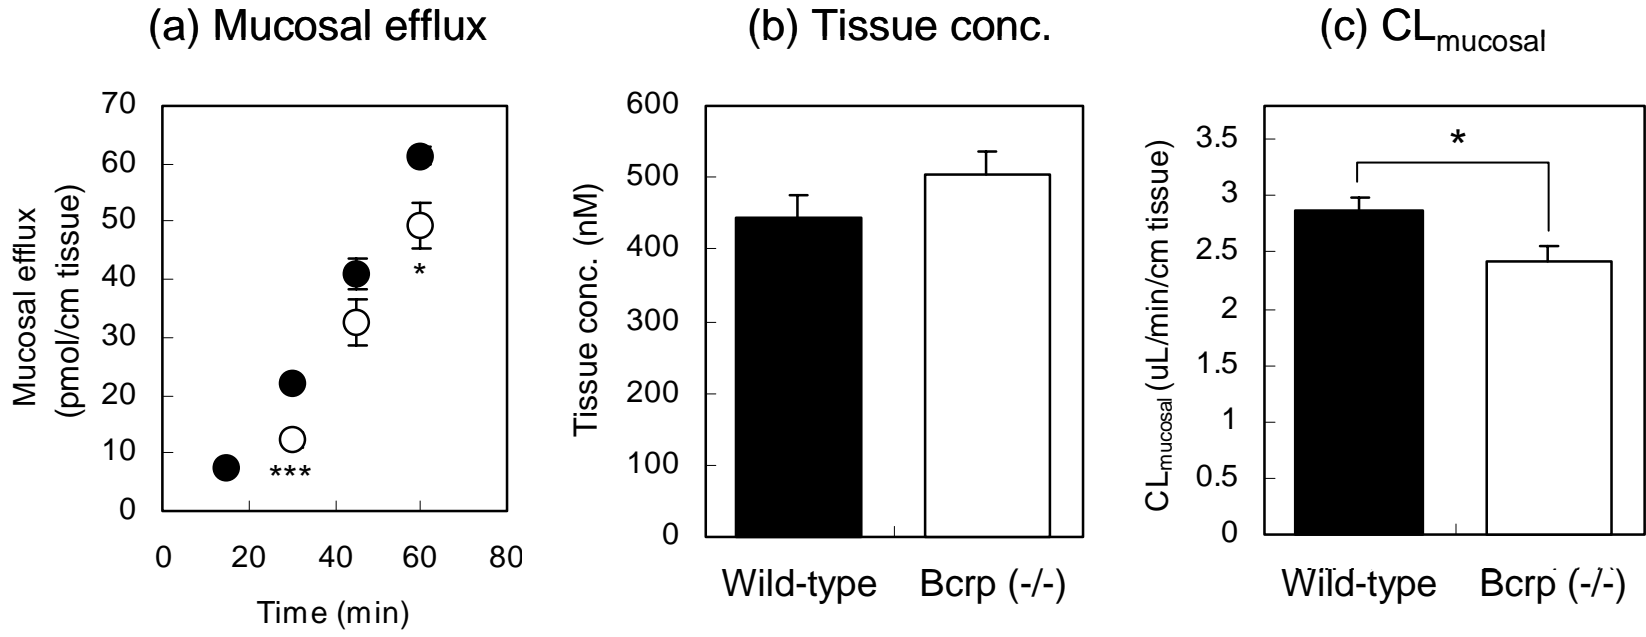 (a) Mucosal efflux
Mucosal efflux
(pmol/cm tissue)
70
60
50
40
30
20
10
0
*
***
0 20 40 60 80
Time (min)
(b) Tissue conc.
Tissue conc. (nM)
600
500
400
300
200
100
0
Wild-type Bcrp (-/-)
(c) CLmucosal
CLmucosal (uL/min/cm tissue)
3.5
3
2.5
2
1.5
1
0.5
0
*
Wild-type Bcrp (-/-)